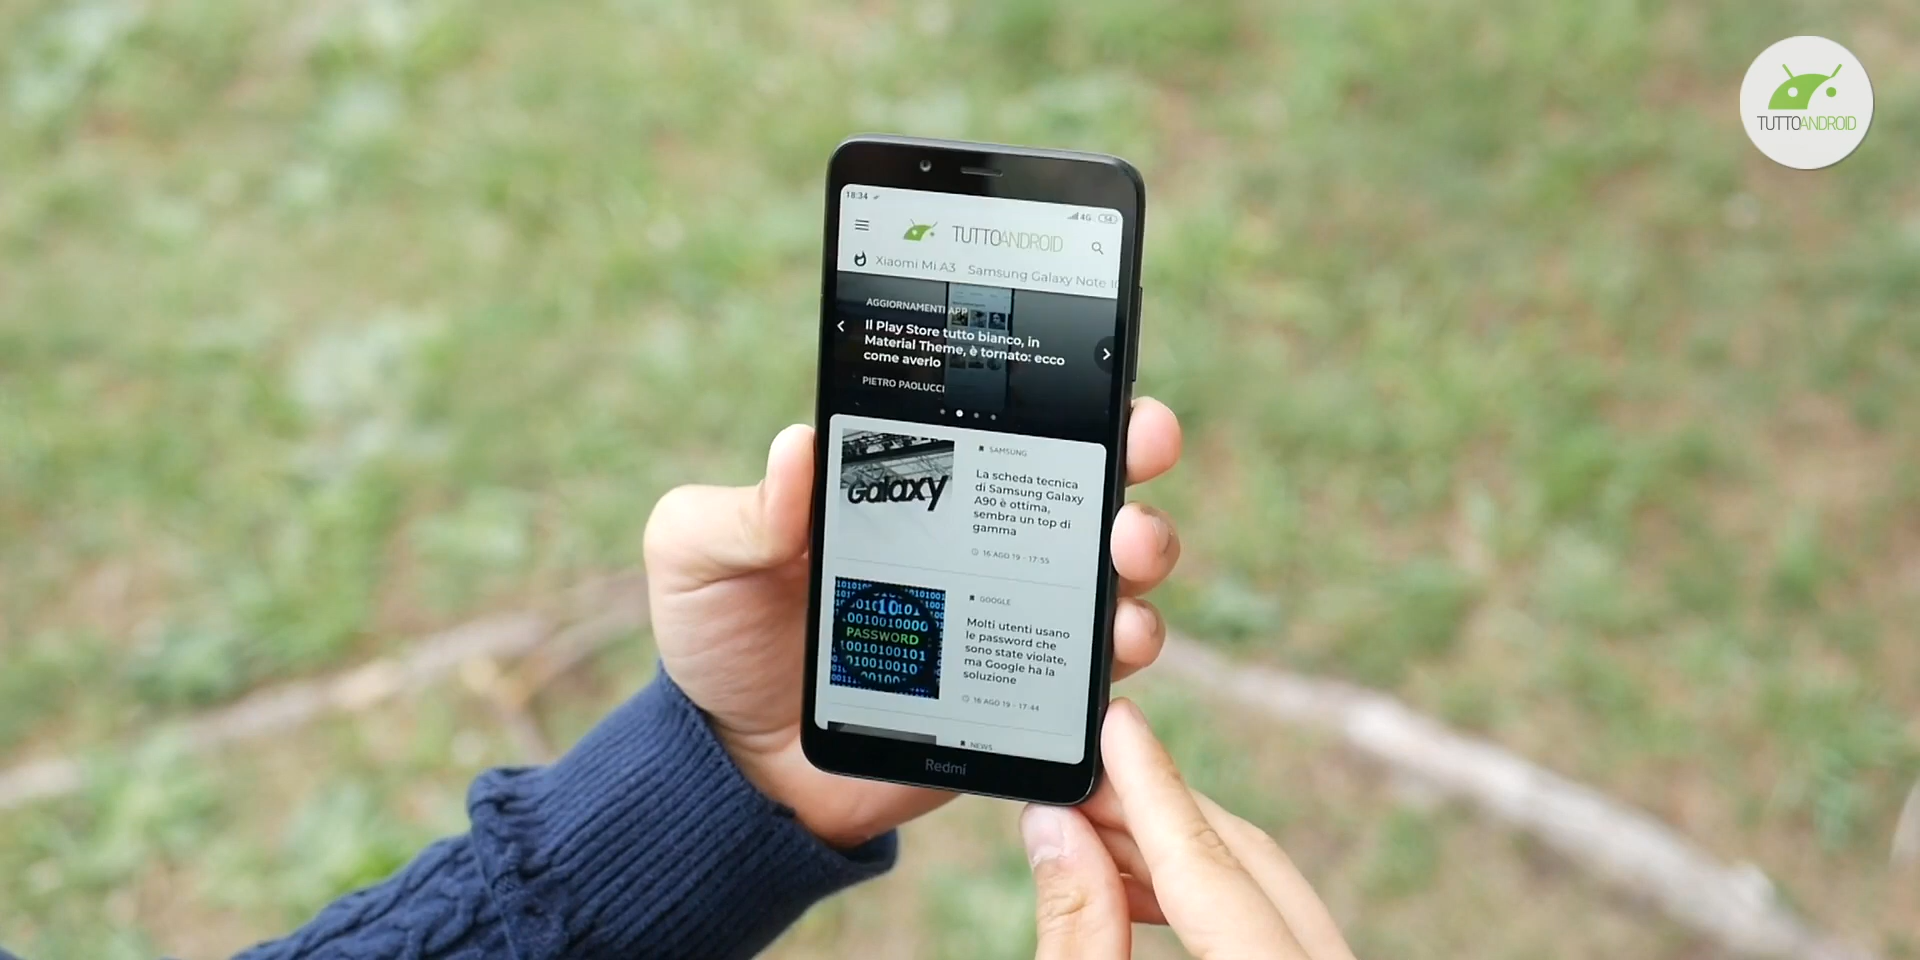 TUTTOANDROID
18:34
4G 54
TUTTOANDROID
Xiaomi Mi A3 Samsung Galaxy Note 10
AGGIORNAMENTI APP
Il Play Store tutto bianco, in
Material Theme, è tornato: ecco
come averlo
PIETRO PAOLUCCI
Galaxy
SAMSUNG
La scheda tecnica
di Samsung Galaxy
A90 è ottima,
sembra un top di
gamma
16 AGO 19 - 17:55
PASSWORD
GOOGLE
Molti utenti usano
le password che
sono state violate,
ma Google ha la
soluzione
16 AGO 19 - 17:44
NEWS
Redmi